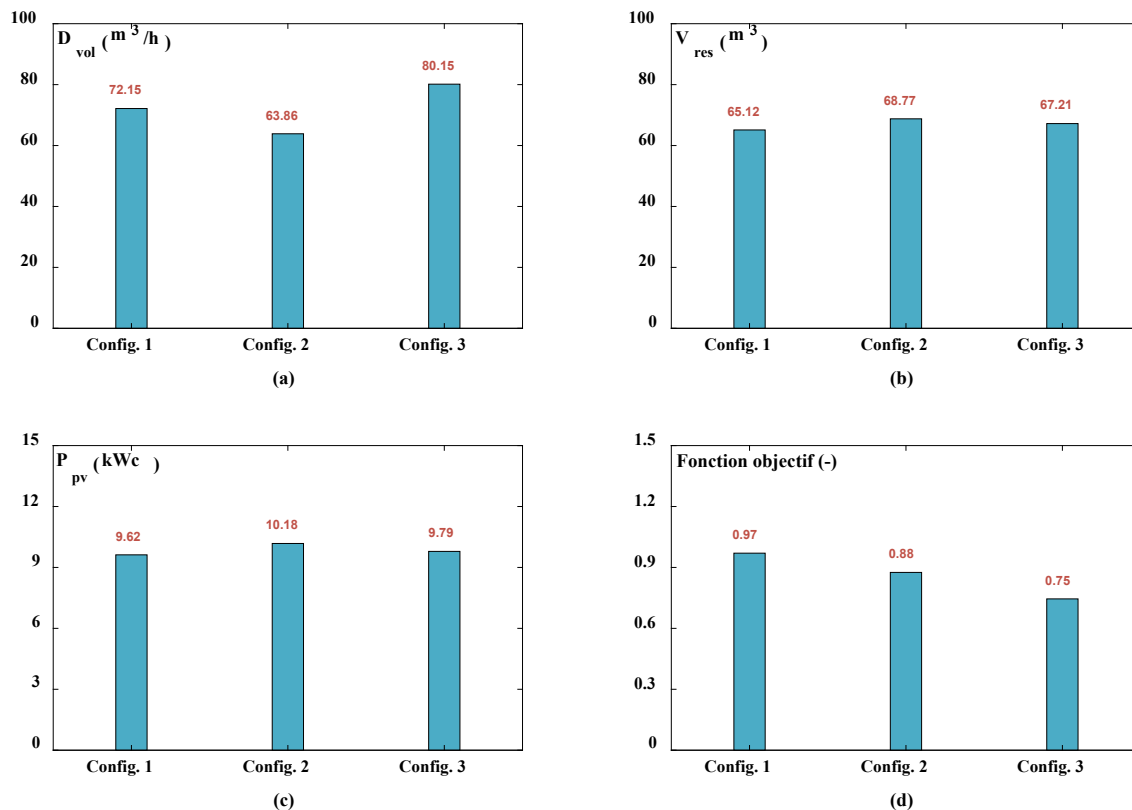 100
D vol (m 3 /h)
80
60
40
20
0
72.15
63.86
80.15
Config. 1
Config. 2
Config. 3
(a)
100
V res (m 3)
80
60
40
20
0
65.12
68.77
67.21
Config. 1
Config. 2
Config. 3
(b)
15
P pv (kWc )
12
9
6
3
0
9.62
10.18
9.79
Config. 1
Config. 2
Config. 3
(c)
1.5
Fonction objectif (-)
1.2
0.9
0.6
0.3
0
0.97
0.88
0.75
Config. 1
Config. 2
Config. 3
(d)